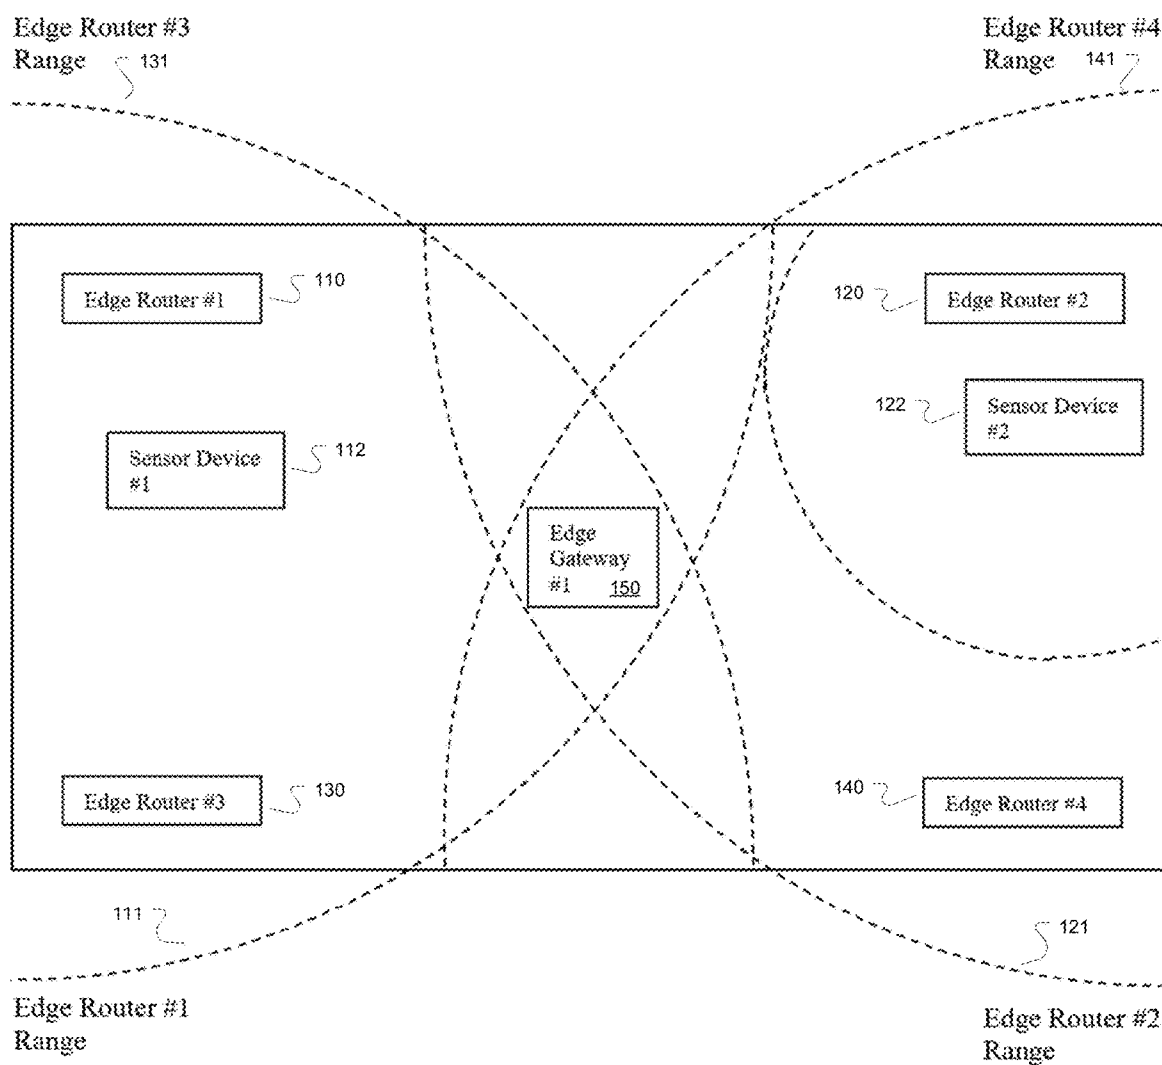 Edge Router #3
Range
131
Edge Router #4
Range
141
Edge Router #1
110
120
Edge Router #2
122
Sensor Device
#2
Sensor Device
#1
112
Edge
Gateway
#1
150
Edge Router #3
130
140
Edge Router #4
111
121
Edge Router #1
Range
Edge Router #2
Range